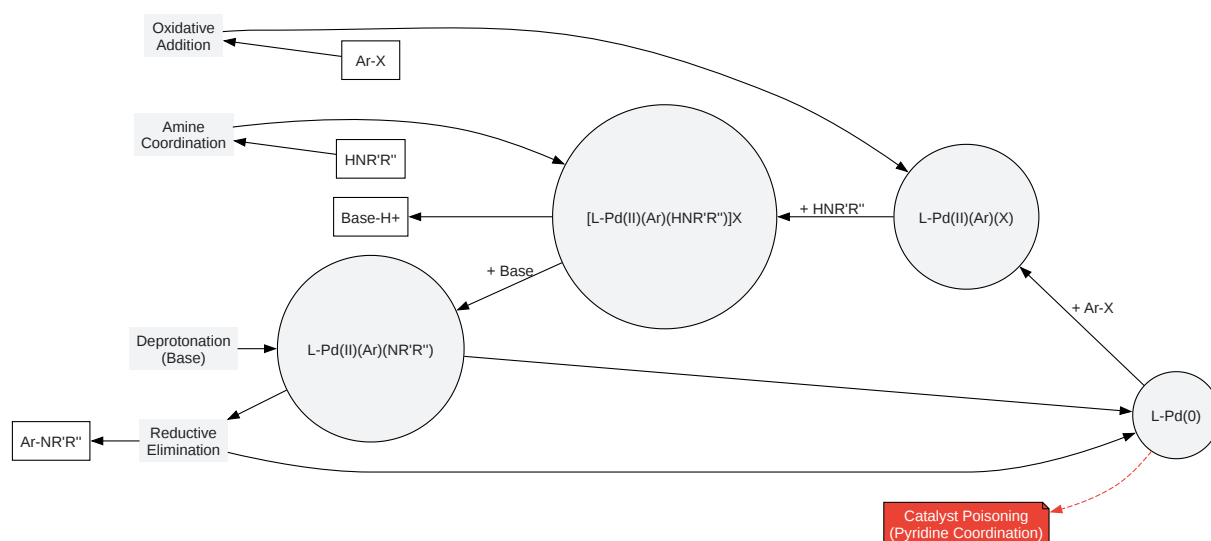 Oxidative
Addition
Ar-X
Amine
Coordination
HNR'R''
Base-H+
[L-Pd(II)(Ar)(HNR'R'')]X
+ HNR'R''
L-Pd(II)(Ar)(X)
+ Base
+ Ar-X
Deprotonation
(Base)
L-Pd(II)(Ar)(NR'R'')
L-Pd(0)
Ar-NR'R''
Reductive
Elimination
Catalyst Poisoning
(Pyridine Coordination)